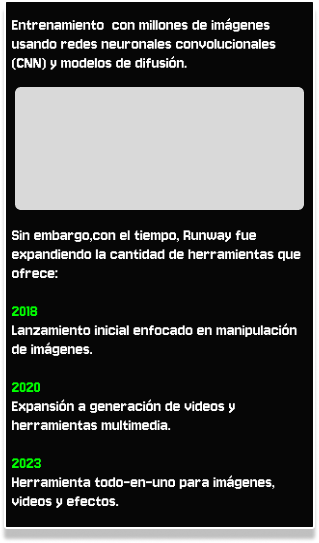 Entrenamiento con millones de imágenes
usando redes neuronales convolucionales
(CNN) y modelos de difusión.
Sin embargo,con el tiempo, Runway fue
expandiendo la cantidad de herramientas que
ofrece:
2018
Lanzamiento inicial enfocado en manipulación
de imágenes.
2020
Expansión a generación de videos y
herramientas multimedia.
2023
Herramienta todo-en-uno para imágenes,
videos y efectos.